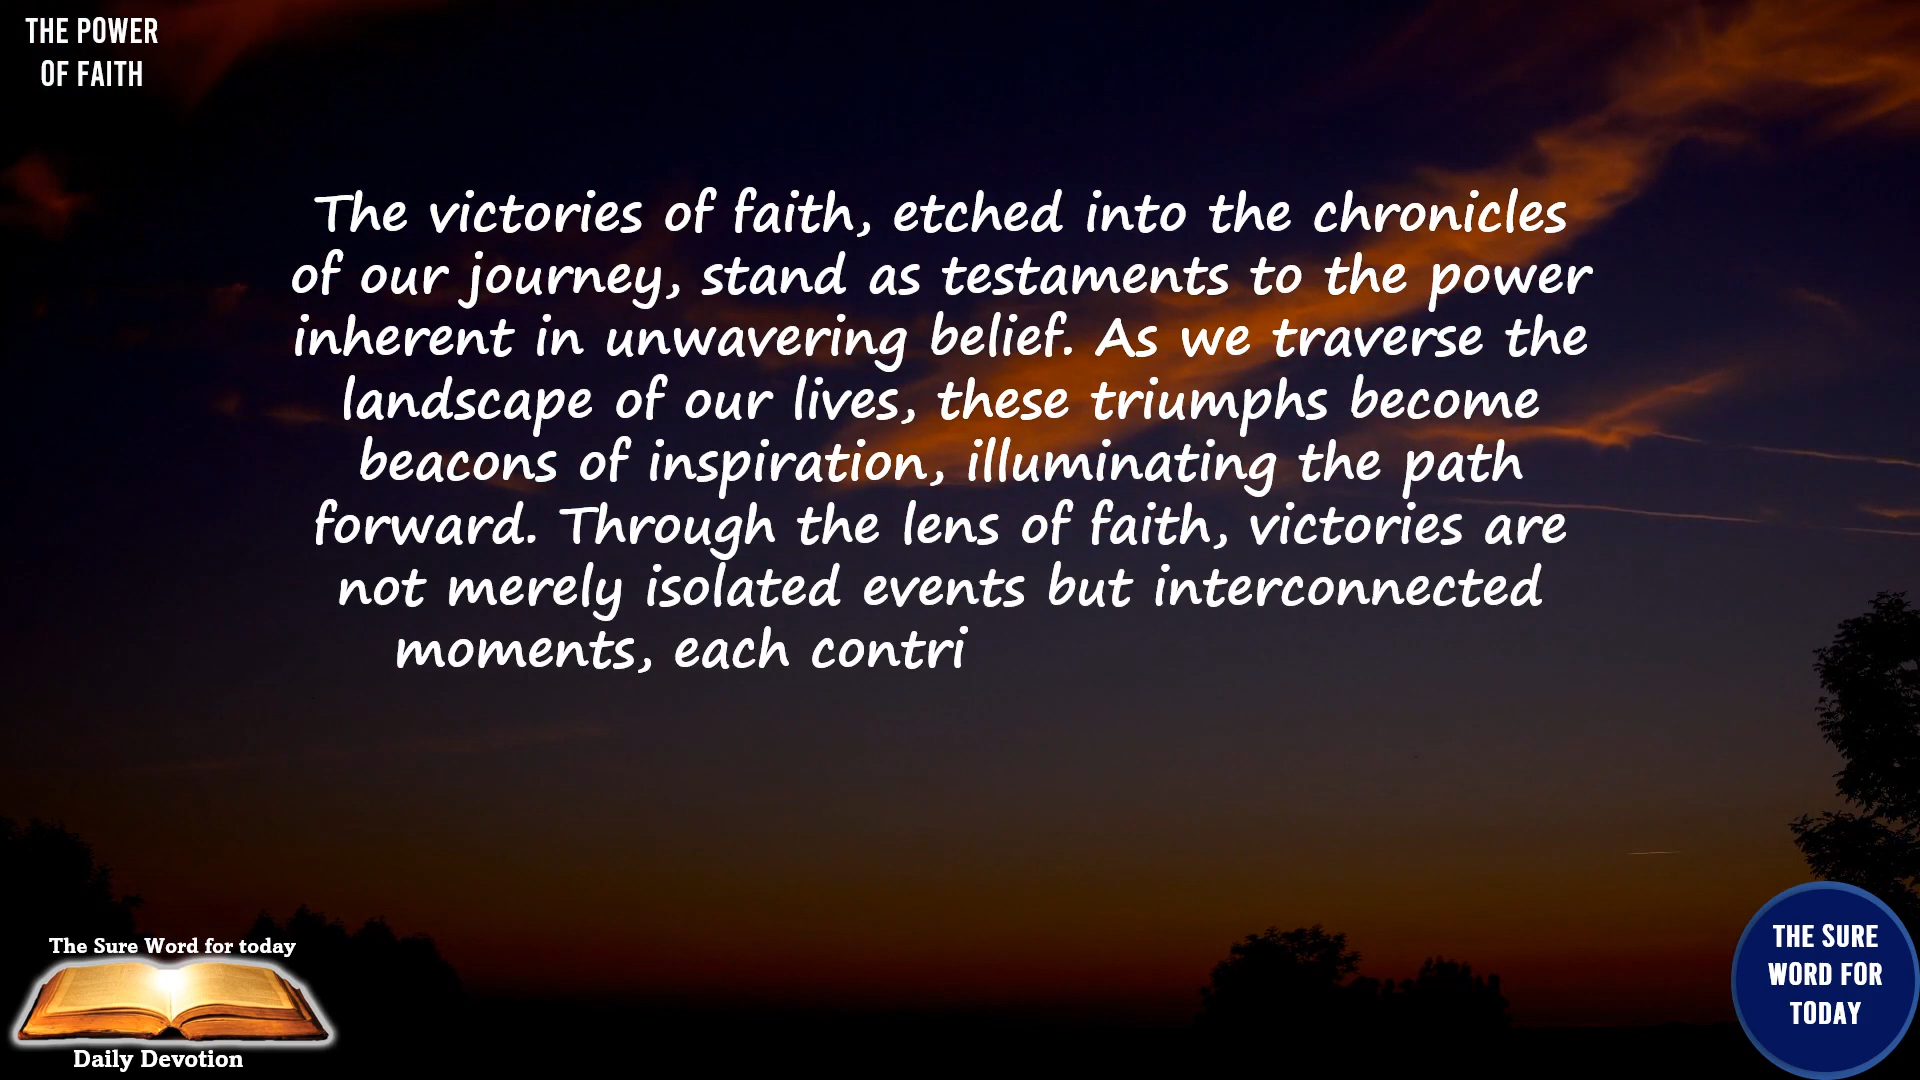 THE POWER
OF FAITH
The victories of faith, etched into the chronicles
of our journey, stand as testaments to the power
inherent in unwavering belief. As we traverse the
landscape of our lives, these triumphs become
beacons of inspiration, illuminating the path
forward. Through the lens of faith, victories are
not merely isolated events but interconnected
moments, each contri
The Sure Word for today
Daily Devotion
THE SURE
WORD FOR
TODAY